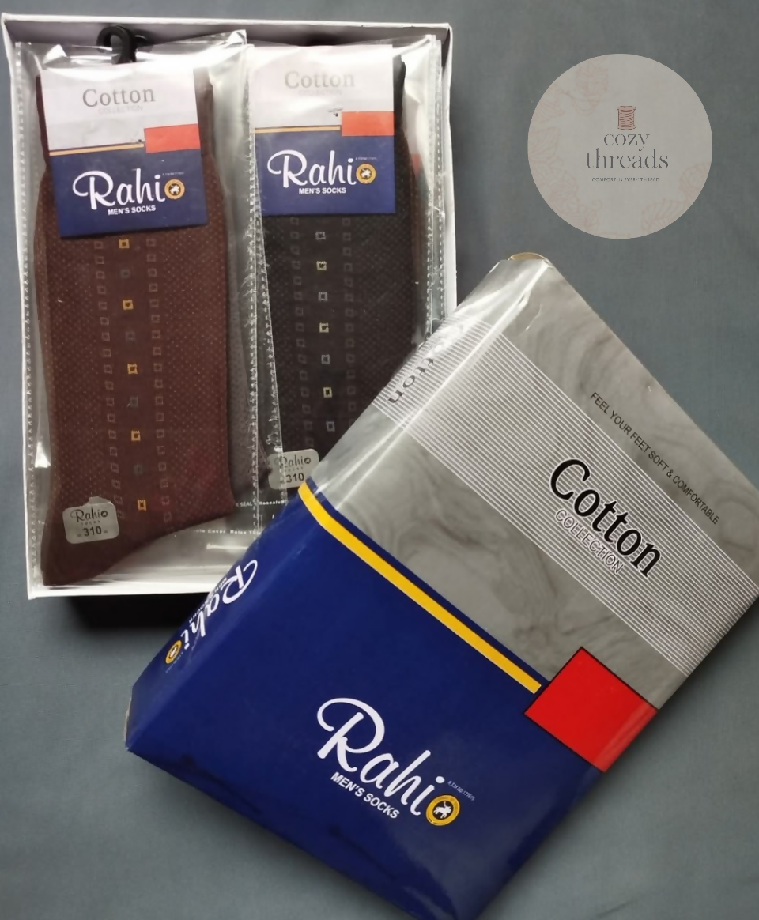 Cotton
COLLECTION
Rahio
MEN'S SOCKS
Rahio
310
Cotton
Rahio
MEN'S SOCKS
Rahio
310
cozy
threads
FEEL YOUR FEET SOFT & COMFORTABLE
Cotton
COLLECTION
Rahio
Rahio
MEN'S SOCKS